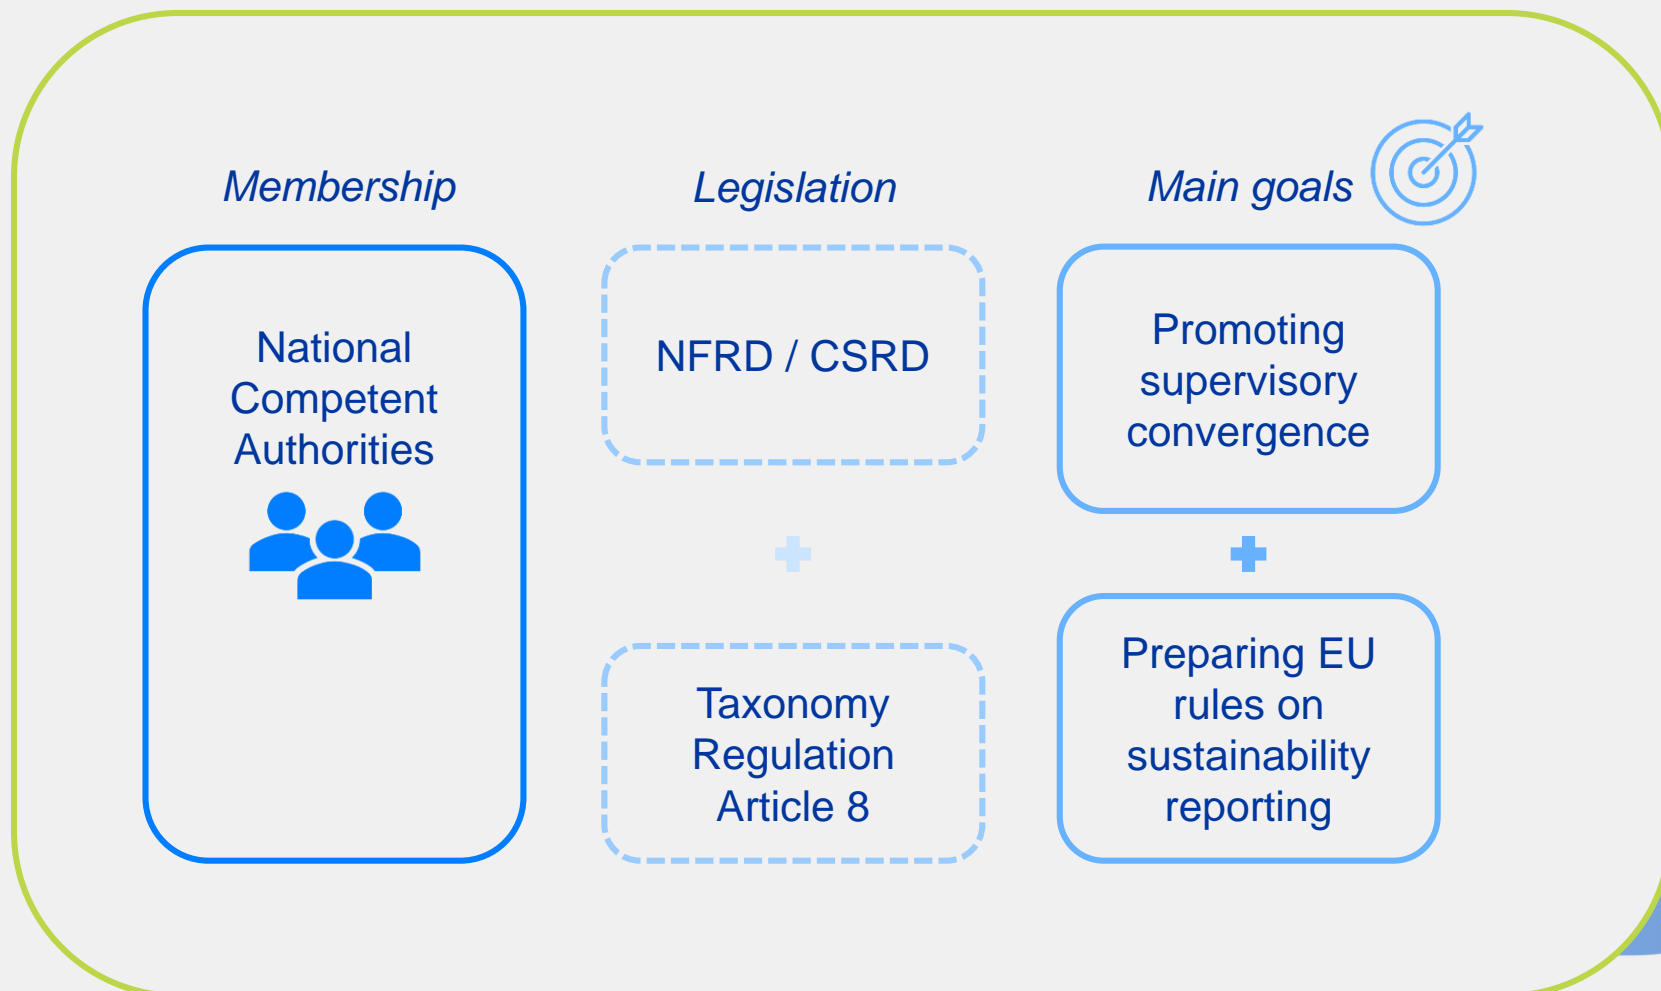 Membership
National
Competent
Authorities
Legislation
NFRD / CSRD
Taxonomy
Regulation
Article 8
Main goals
Promoting
supervisory
convergence
Preparing EU
rules on
sustainability
reporting